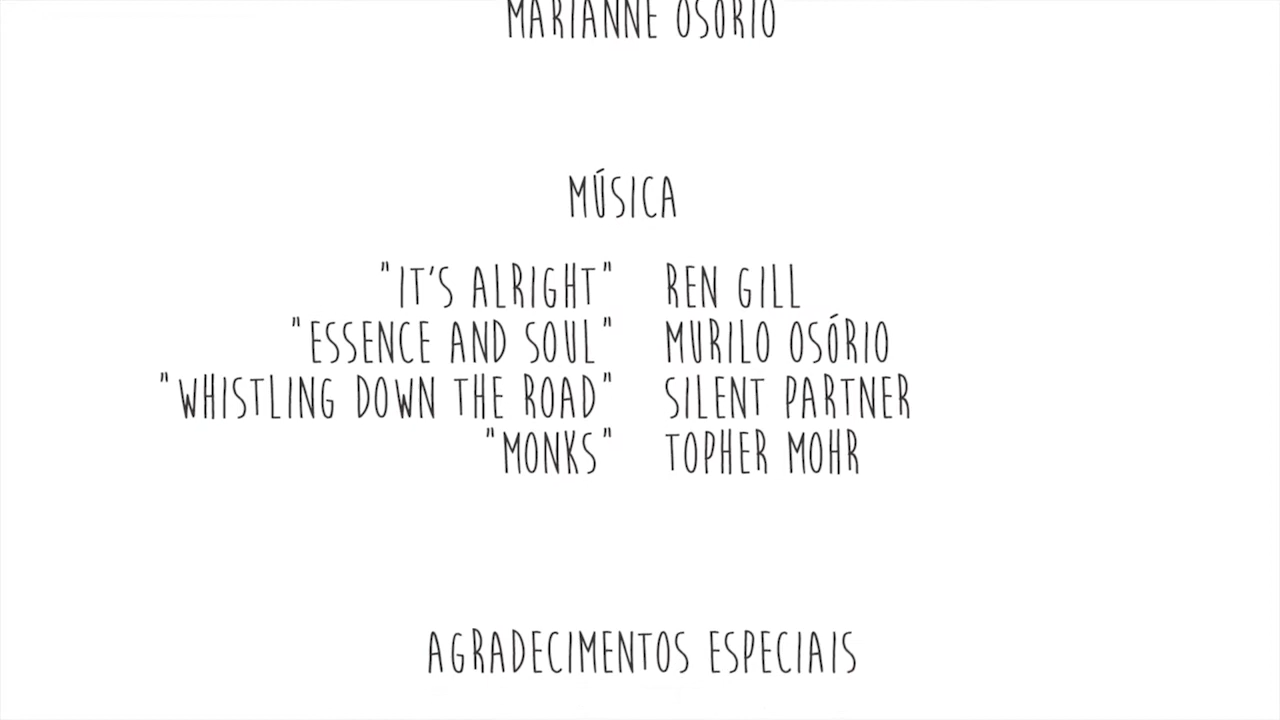 MARIANNE OSÓRIO
MÚSICA
"IT'S ALRIGHT" REN GILL
"ESSENCE AND SOUL" MURILO OSÓRIO
"WHISTLING DOWN THE ROAD" SILENT PARTNER
"MONKS" TOPHER MOHR
AGRADECIMENTOS ESPECIAIS